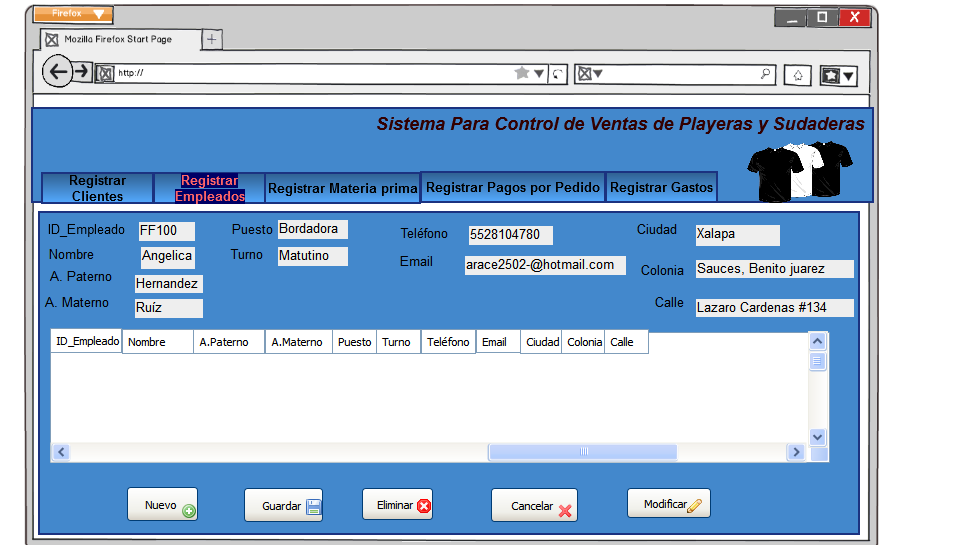 Firefox
Mozilla Firefox Start Page
http://
Sistema Para Control de Ventas de Playeras y Sudaderas
Registrar Clientes
Registrar Empleados
Registrar Materia prima
Registrar Pagos por Pedido
Registrar Gastos
ID_Empleado FF100
Puesto Bordadora
Teléfono 5528104780
Ciudad Xalapa
Nombre Angelica
Turno Matutino
Email arace2502-@hotmail.com
Colonia Sauces, Benito juarez
A. Paterno Hernandez
A. Materno Ruíz
Calle Lazaro Cardenas #134
ID_Empleado Nombre A.Paterno A.Materno Puesto Turno Teléfono Email Ciudad Colonia Calle
Nuevo Guardar Eliminar Cancelar Modificar